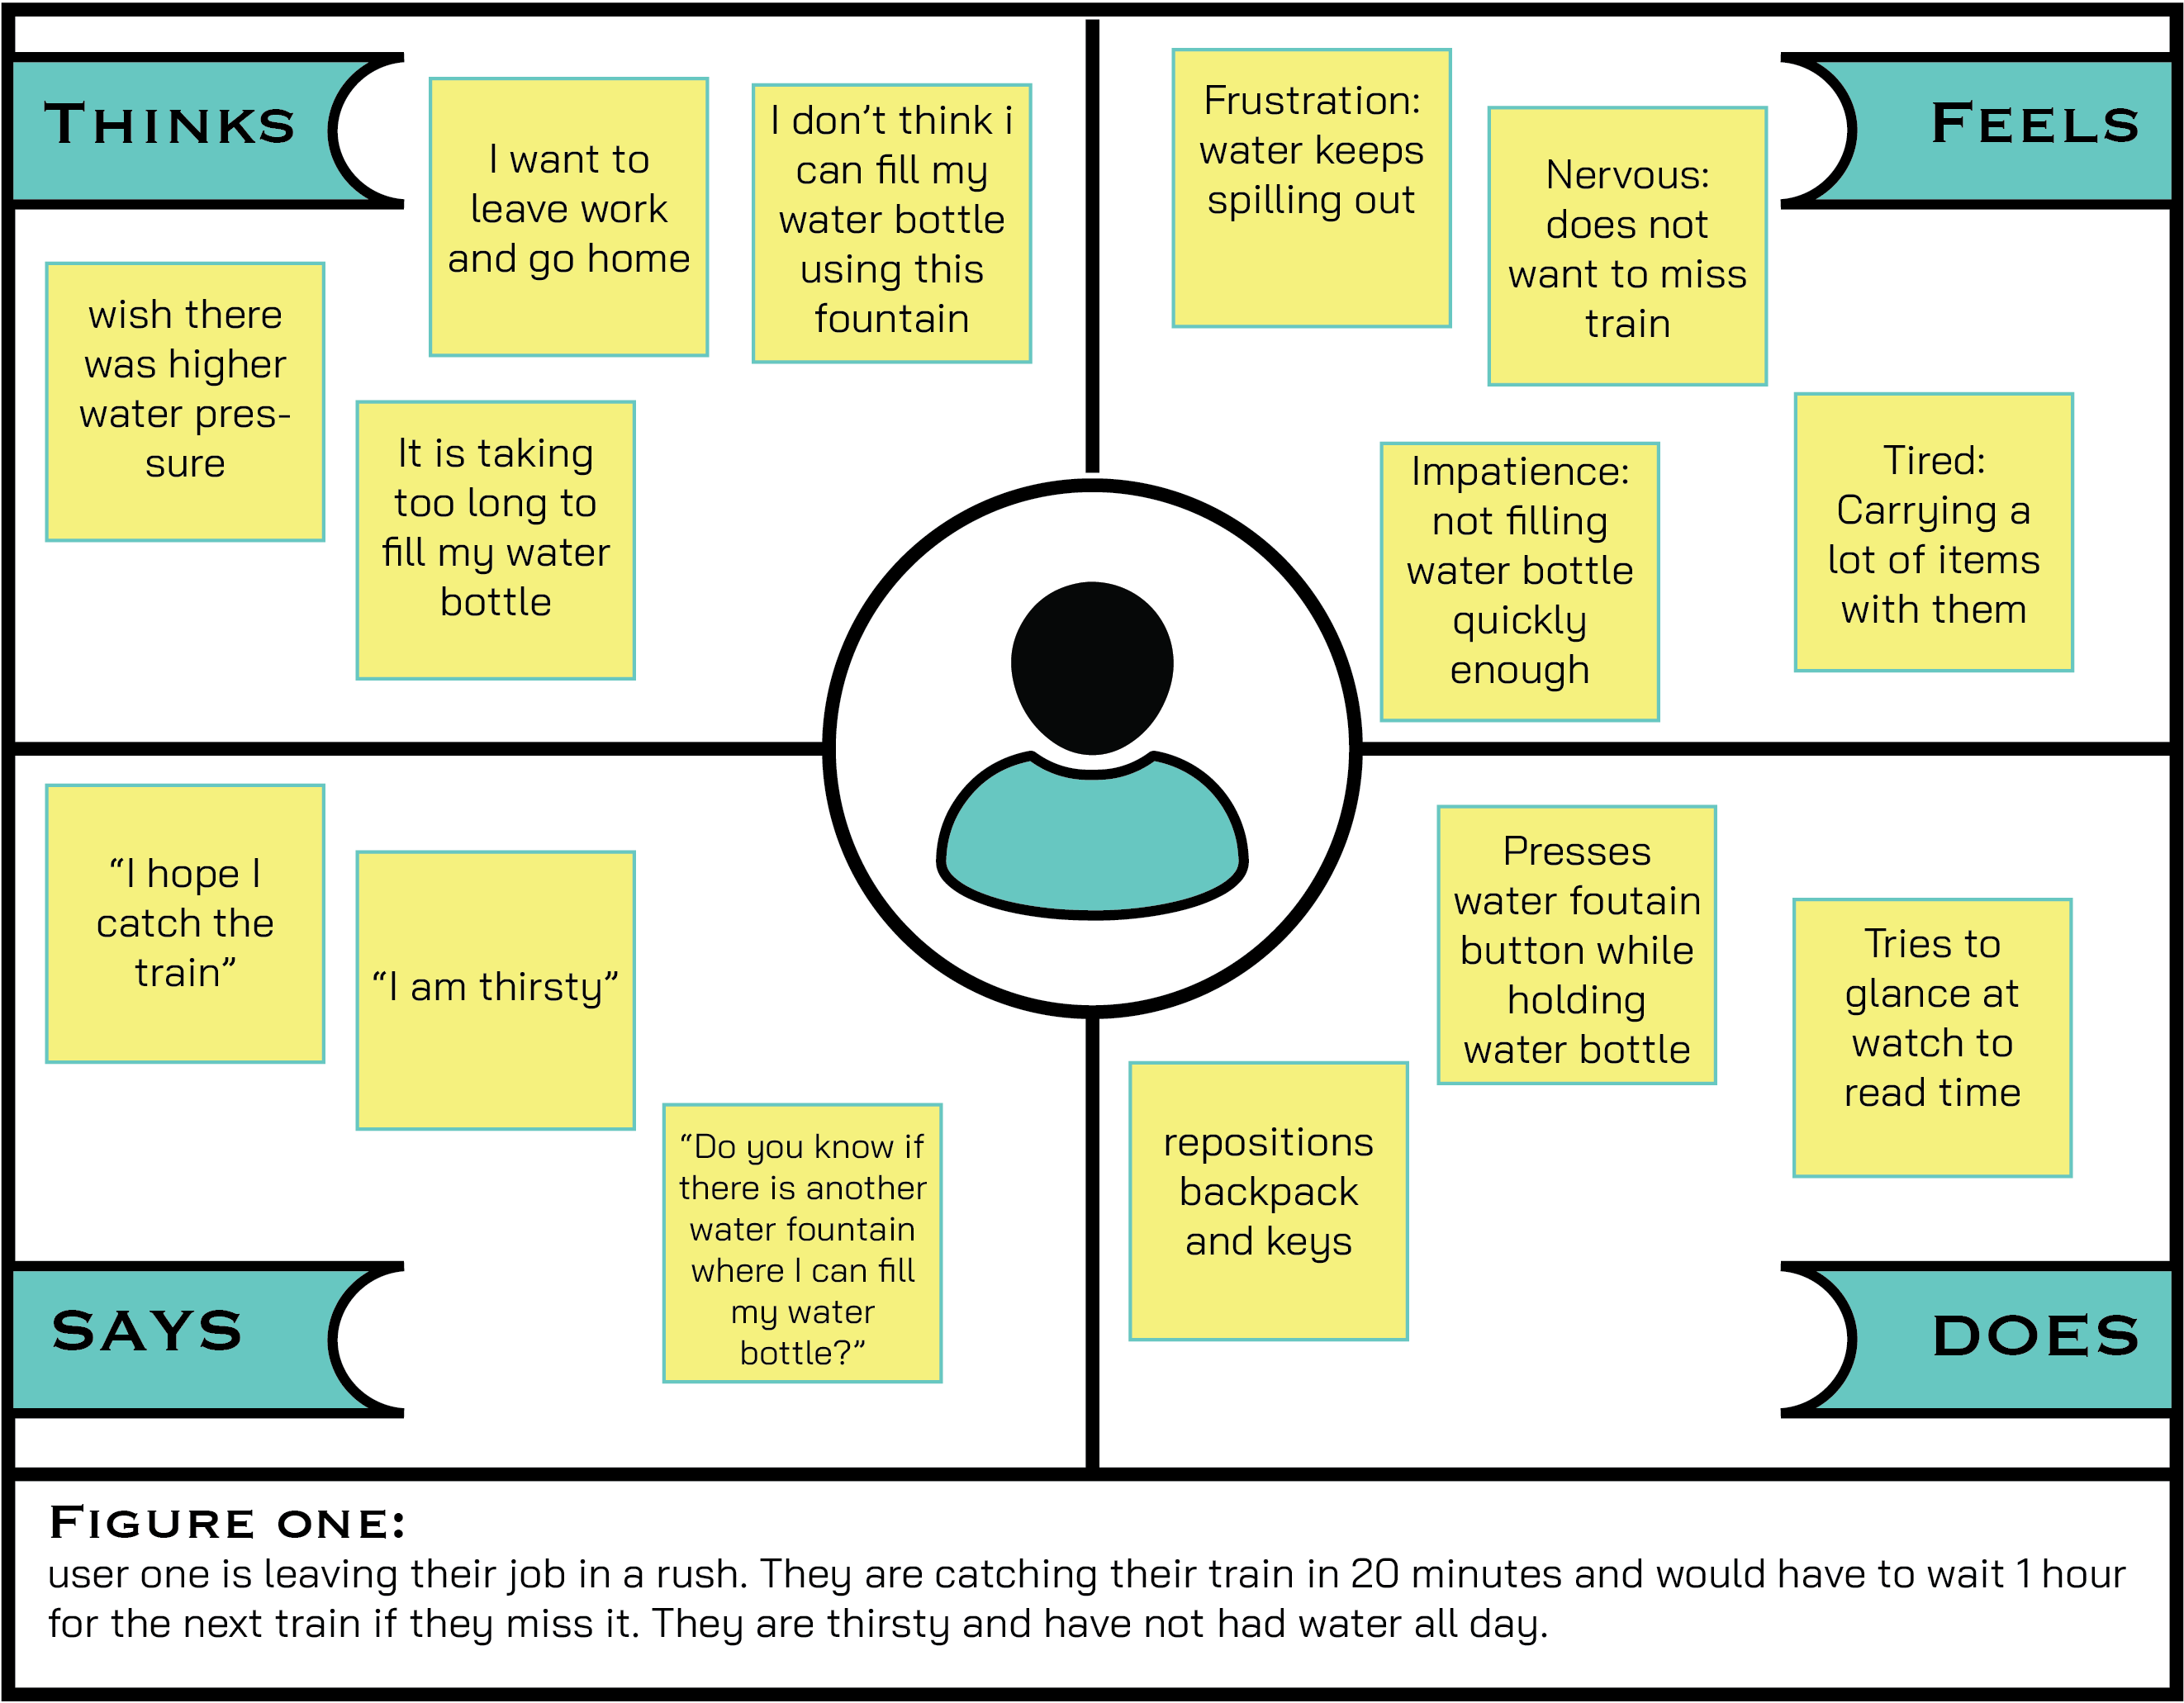 THINKS
I want to
leave work
and go home
I don’t think i
can fill my
water bottle
using this
fountain
wish there
was higher
water pres-
sure
It is taking
too long to
fill my water
bottle
FEELS
Frustration:
water keeps
spilling out
Nervous:
does not
want to miss
train
Impatience:
not filling
water bottle
quickly
enough
Tired:
Carrying a
lot of items
with them
“I hope I
catch the
train”
“I am thirsty”
“Do you know if
there is another
water fountain
where I can fill
my water
bottle?”
SAYS
Presses
water foutain
button while
holding
water bottle
Tries to
glance at
watch to
read time
repositions
backpack
and keys
DOES
FIGURE ONE:
user one is leaving their job in a rush. They are catching their train in 20 minutes and would have to wait 1 hour
for the next train if they miss it. They are thirsty and have not had water all day.